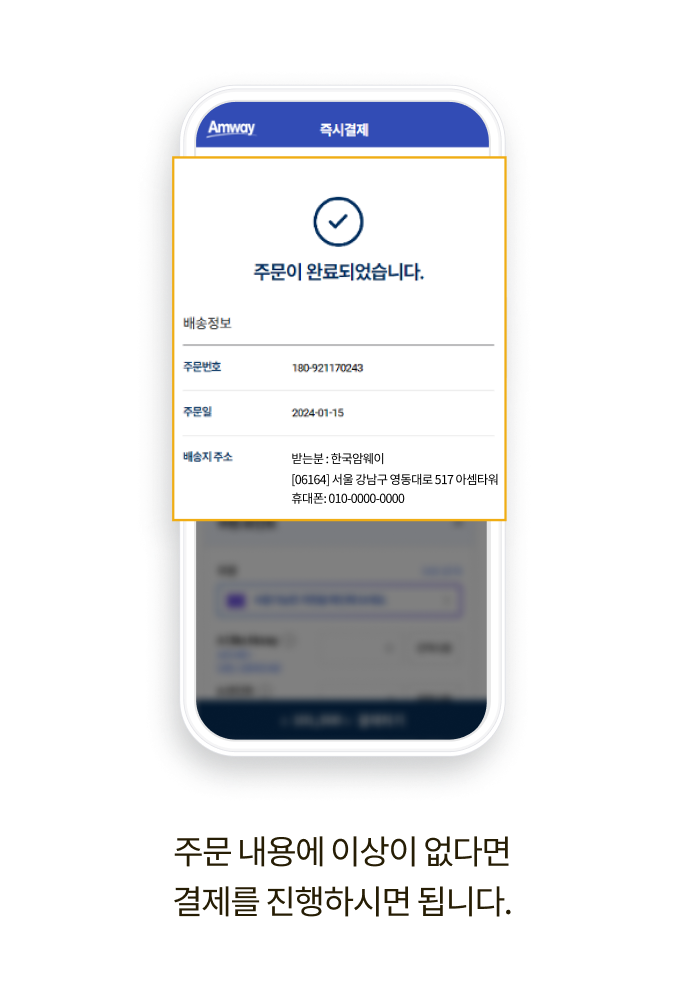 Amway
즉시결제
주문이 완료되었습니다.
배송정보
주문번호 180-921170243
주문일 2024-01-15
배송지 주소 받는분 : 한국암웨이
[06164] 서울 강남구 영동대로 517 아셈타워
휴대폰: 010-0000-0000
주문 내용에 이상이 없다면
결제를 진행하시면 됩니다.